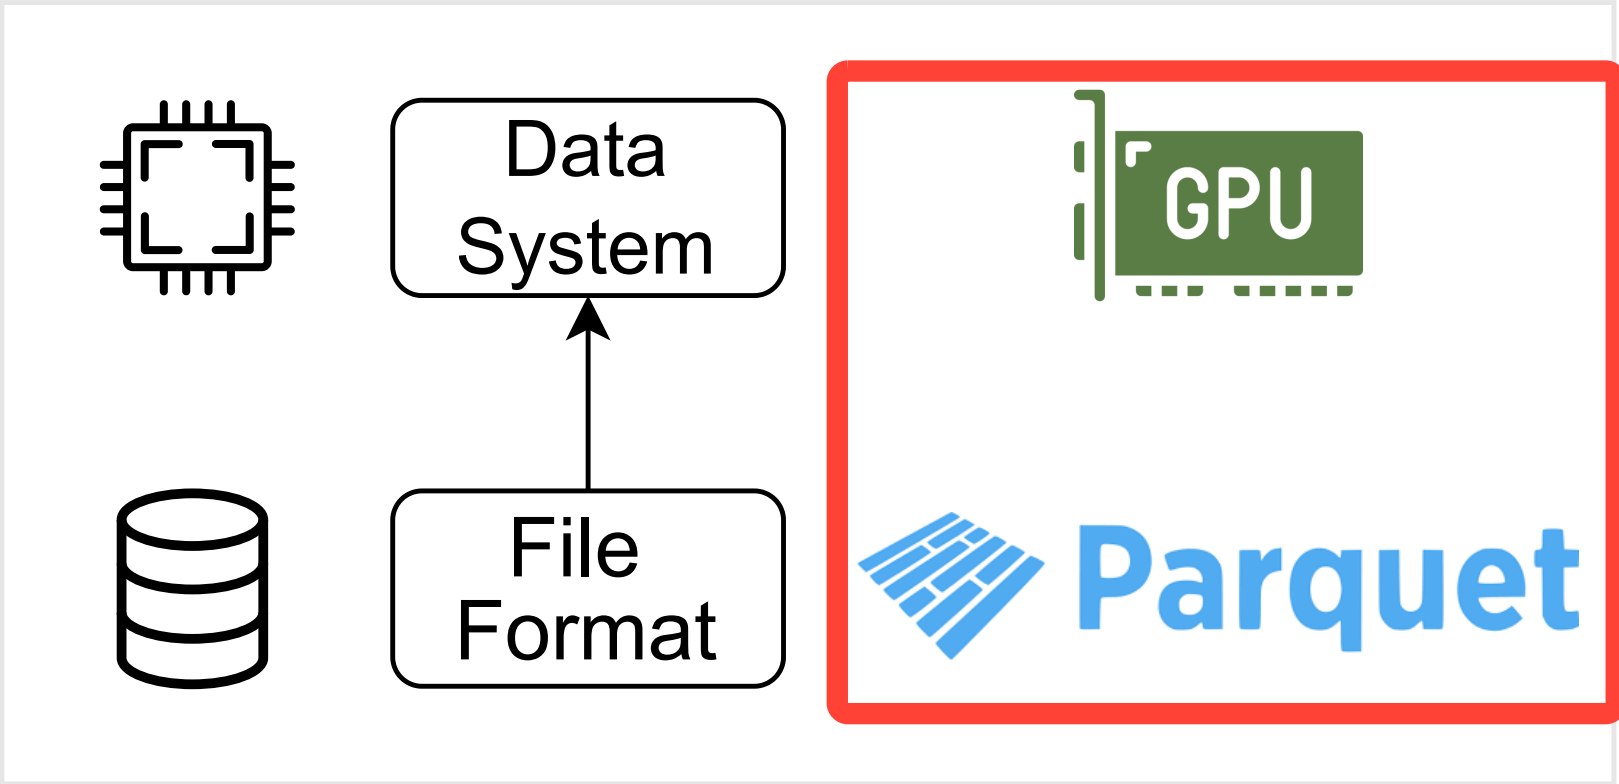 Data
System
GPU
File
Format
Parquet